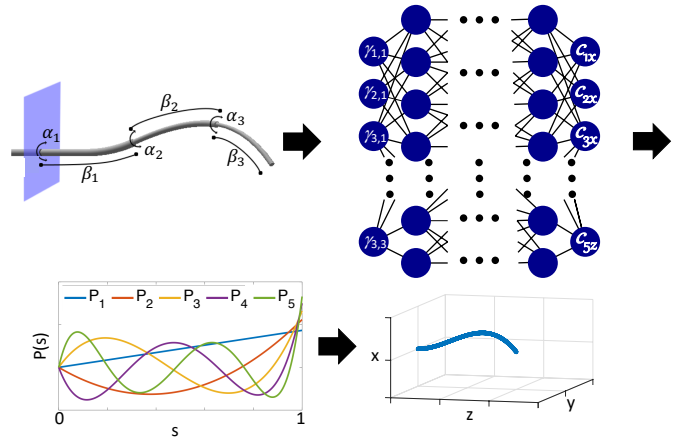 α₁
β₁
β₂
α₂
α₃
β₃
γ₁,₁
γ₂,₁
γ₃,₁
γ₃,₃
C₁ₓ
C₂ₓ
C₃ₓ
C₅z
P₁ P₂ P₃ P₄ P₅
P(s)
0 1
s
x
z
y